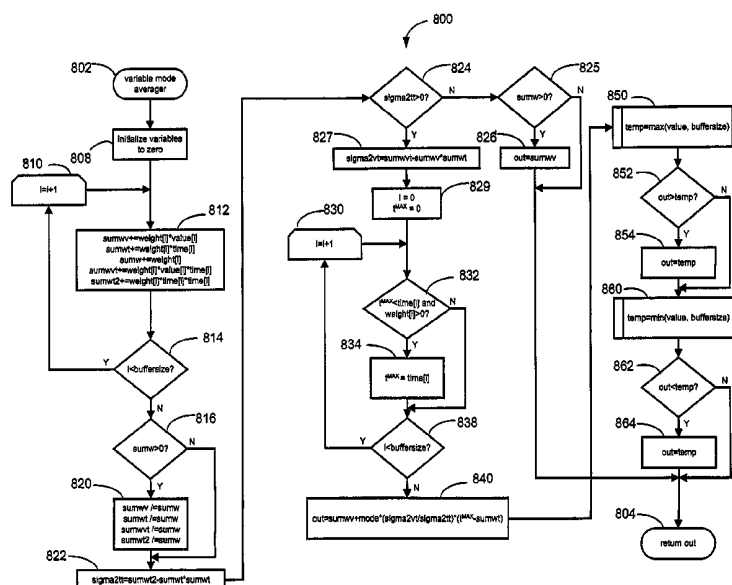 800
802
variable mode
averager
808
Initialize variables
to zero
810
i=i+1
812
sumwv+=weight[i]*value[i]
sumwt+=weight[i]*time[i]
sumw+=weight[i]
sumwvt+=weight[i]*value[i]*time[i]
sumwt2+=weight[i]*time[i]*time[i]
814
i<buffersize?
Y
N
816
sumw>0?
N
Y
820
sumwv /=sumw
sumwt /=sumw
sumwvt /=sumw
sumwt2 /=sumw
822
sigma2tt=sumwt2-sumwt*sumwt
824
sigma2tt>0?
N
Y
825
sumw>0?
N
Y
826
out=sumwv
827
sigma2vt=sumwvt-sumwv*sumwt
829
i = 0
tMAX = 0
830
i=i+1
832
tMAX<time[i] and
weight[i]>0?
N
Y
834
tMAX = time[i]
838
i<buffersize?
Y
N
840
out=sumwv+mode*(sigma2vt/sigma2tt)*(tMAX-sumwt)
850
temp=max(value, buffersize)
852
out>temp?
N
Y
854
out=temp
860
temp=min(value, buffersize)
862
out<temp?
N
Y
864
out=temp
804
return out